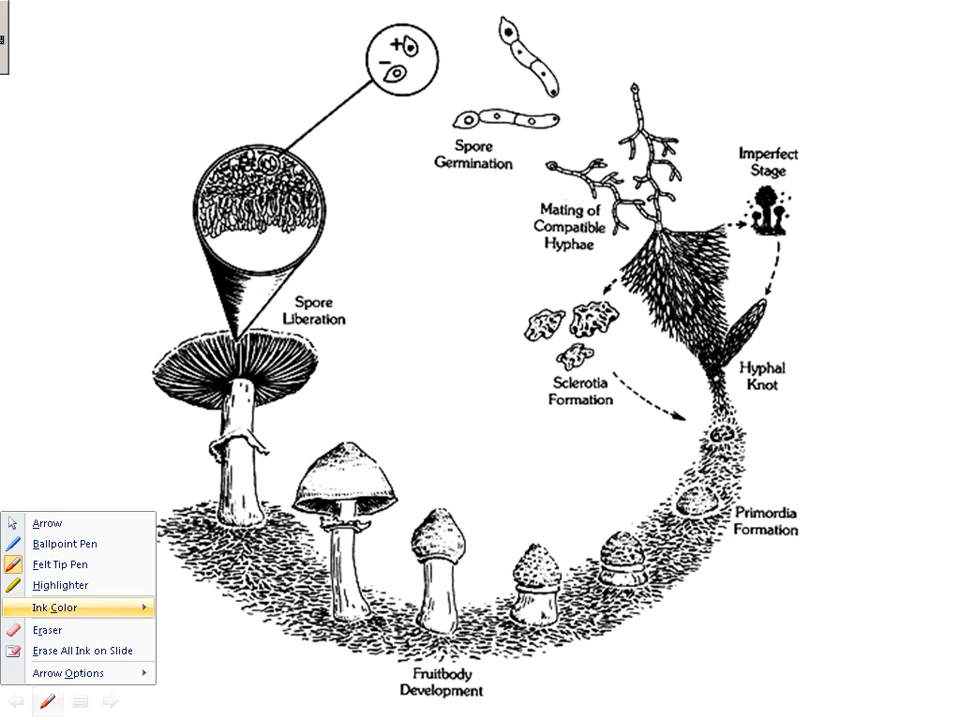 +
−
Spore
Germination
Imperfect
Stage
Mating of
Compatible
Hyphae
Spore
Liberation
Hyphal
Knot
Sclerotia
Formation
Primordia
Formation
Fruitbody
Development
Arrow
Ballpoint Pen
Felt Tip Pen
Highlighter
Ink Color
Eraser
Erase All Ink on Slide
Arrow Options